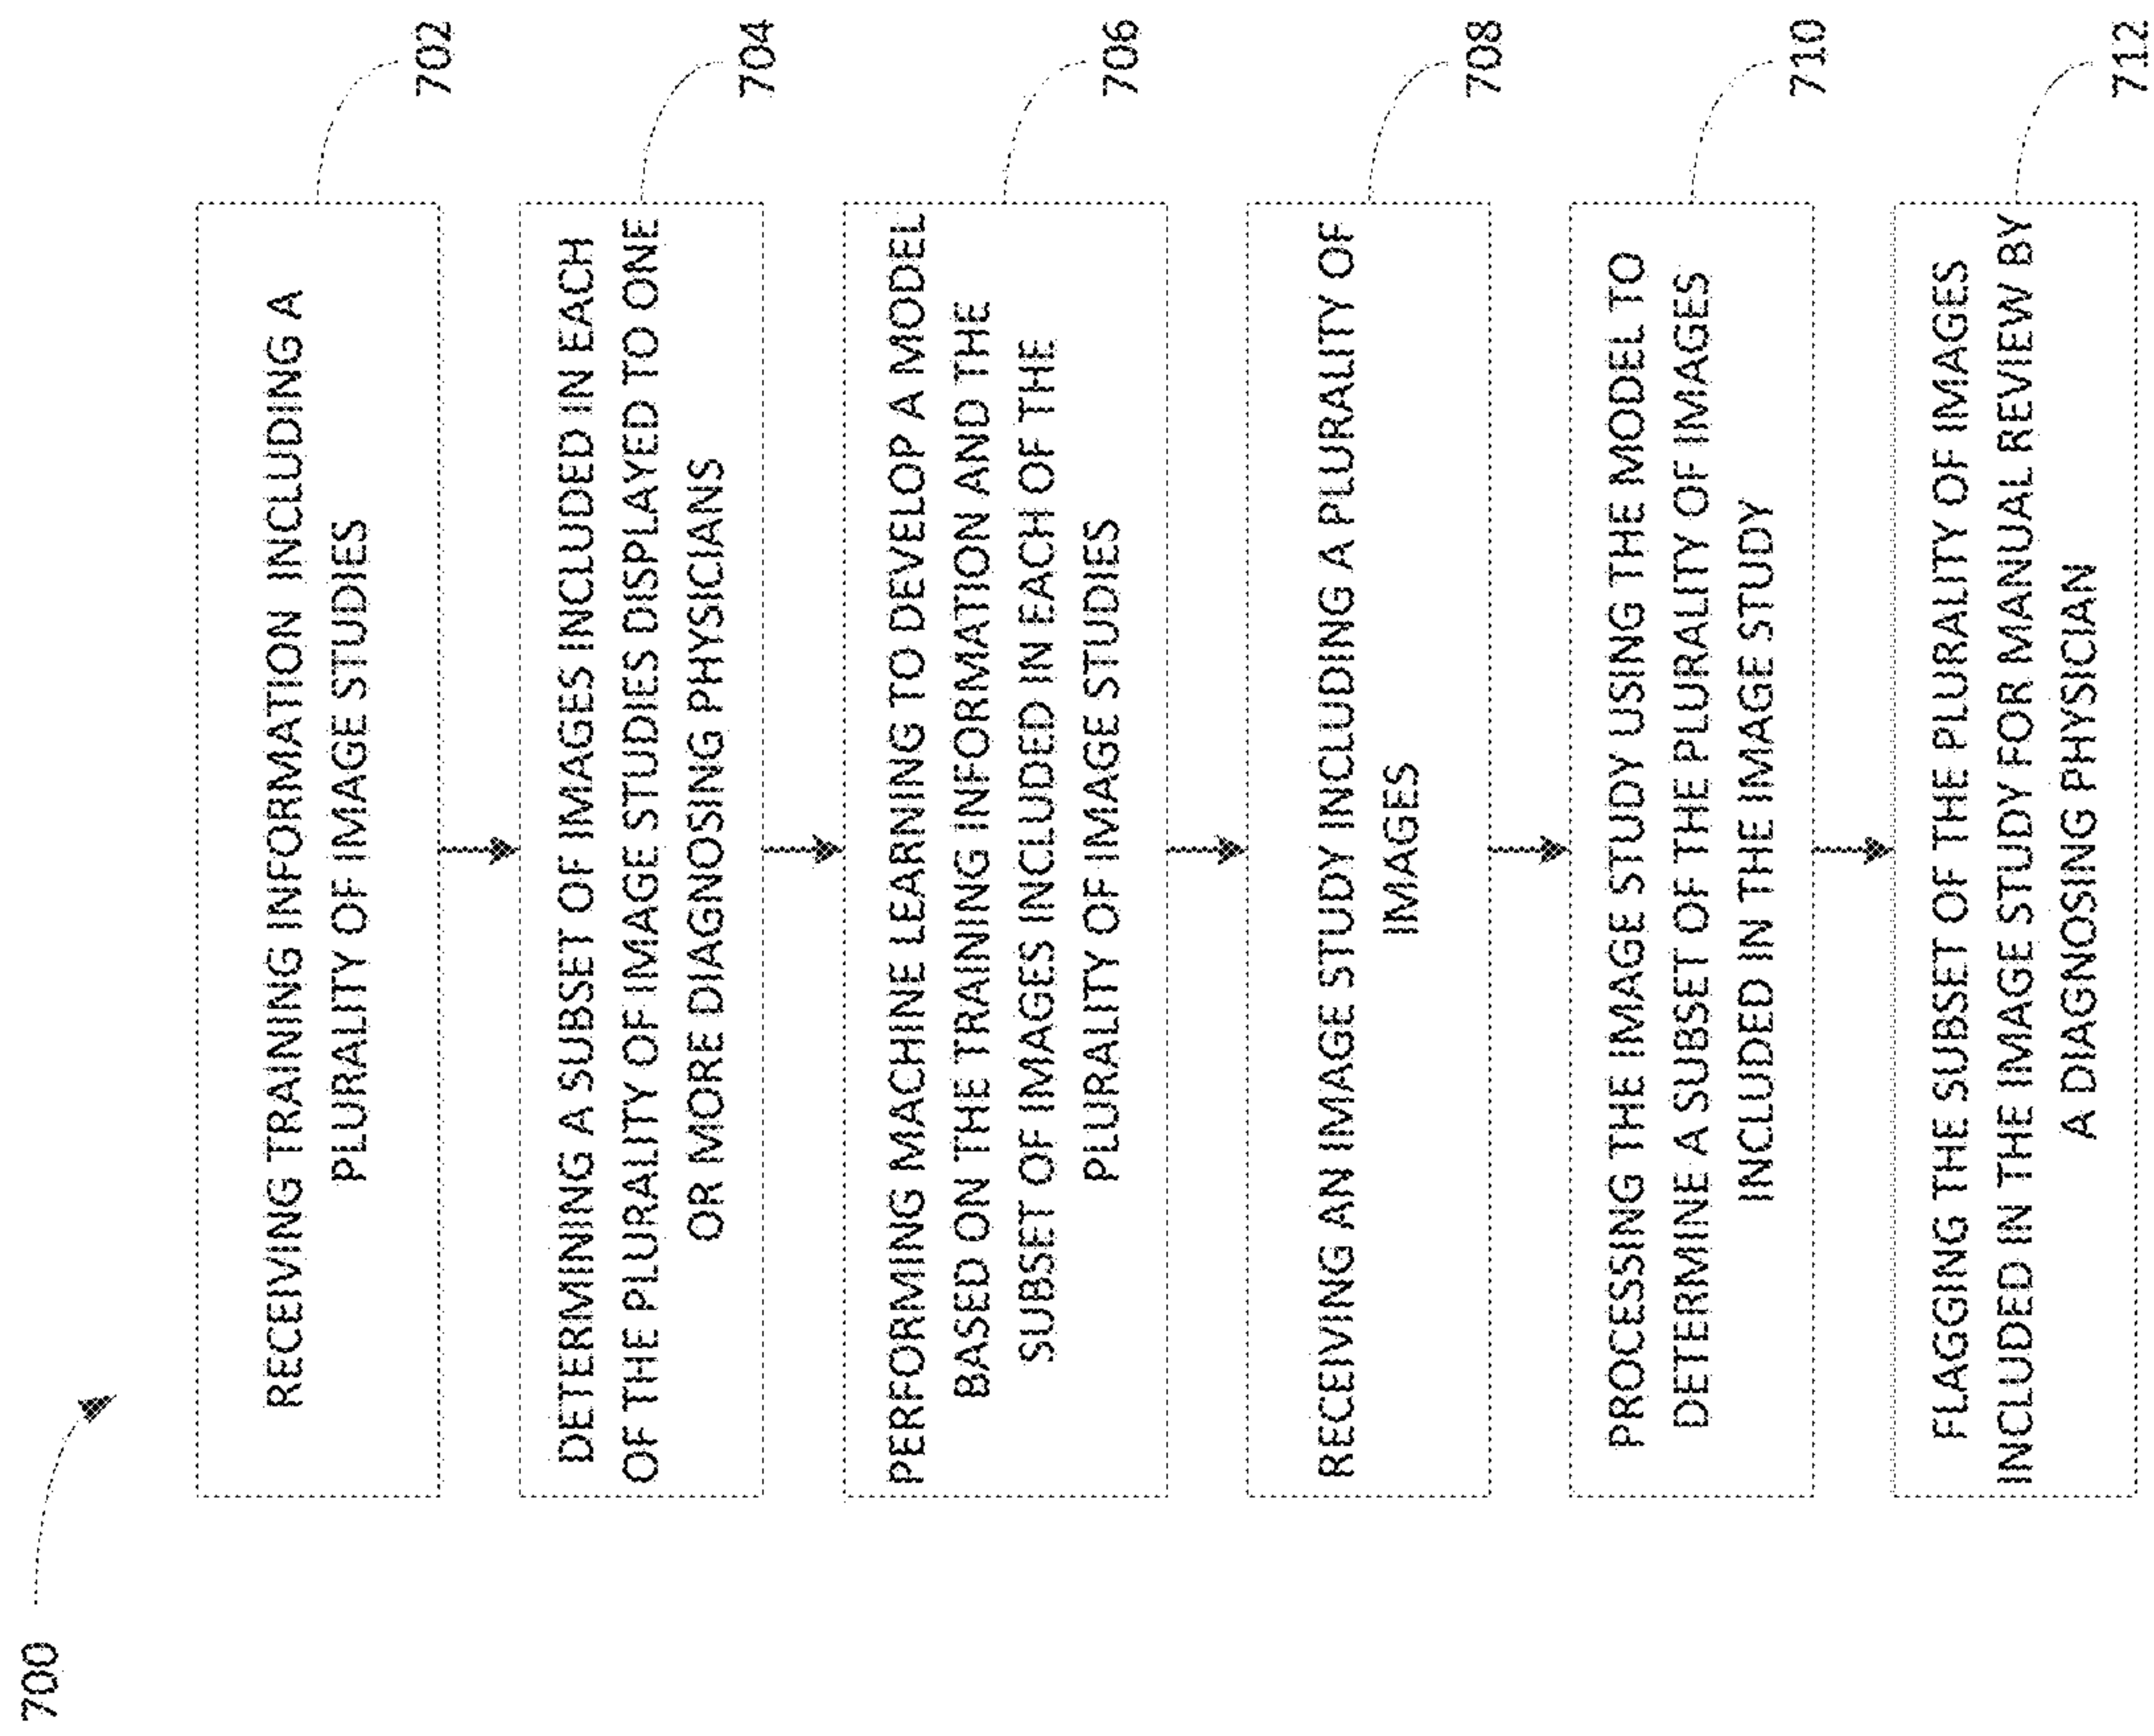 700
RECEIVING TRAINING INFORMATION INCLUDING A
PLURALITY OF IMAGE STUDIES
702
DETERMINING A SUBSET OF IMAGES INCLUDED IN EACH
OF THE PLURALITY OF IMAGE STUDIES DISPLAYED TO ONE
OR MORE DIAGNOSING PHYSICIANS
704
PERFORMING MACHINE LEARNING TO DEVELOP A MODEL
BASED ON THE TRAINING INFORMATION AND THE
SUBSET OF IMAGES INCLUDED IN EACH OF THE
PLURALITY OF IMAGE STUDIES
706
RECEIVING AN IMAGE STUDY INCLUDING A PLURALITY OF
IMAGES
708
PROCESSING THE IMAGE STUDY USING THE MODEL TO
DETERMINE A SUBSET OF THE PLURALITY OF IMAGES
INCLUDED IN THE IMAGE STUDY
710
FLAGGING THE SUBSET OF THE PLURALITY OF IMAGES
INCLUDED IN THE IMAGE STUDY FOR MANUAL REVIEW BY
A DIAGNOSING PHYSICIAN
712